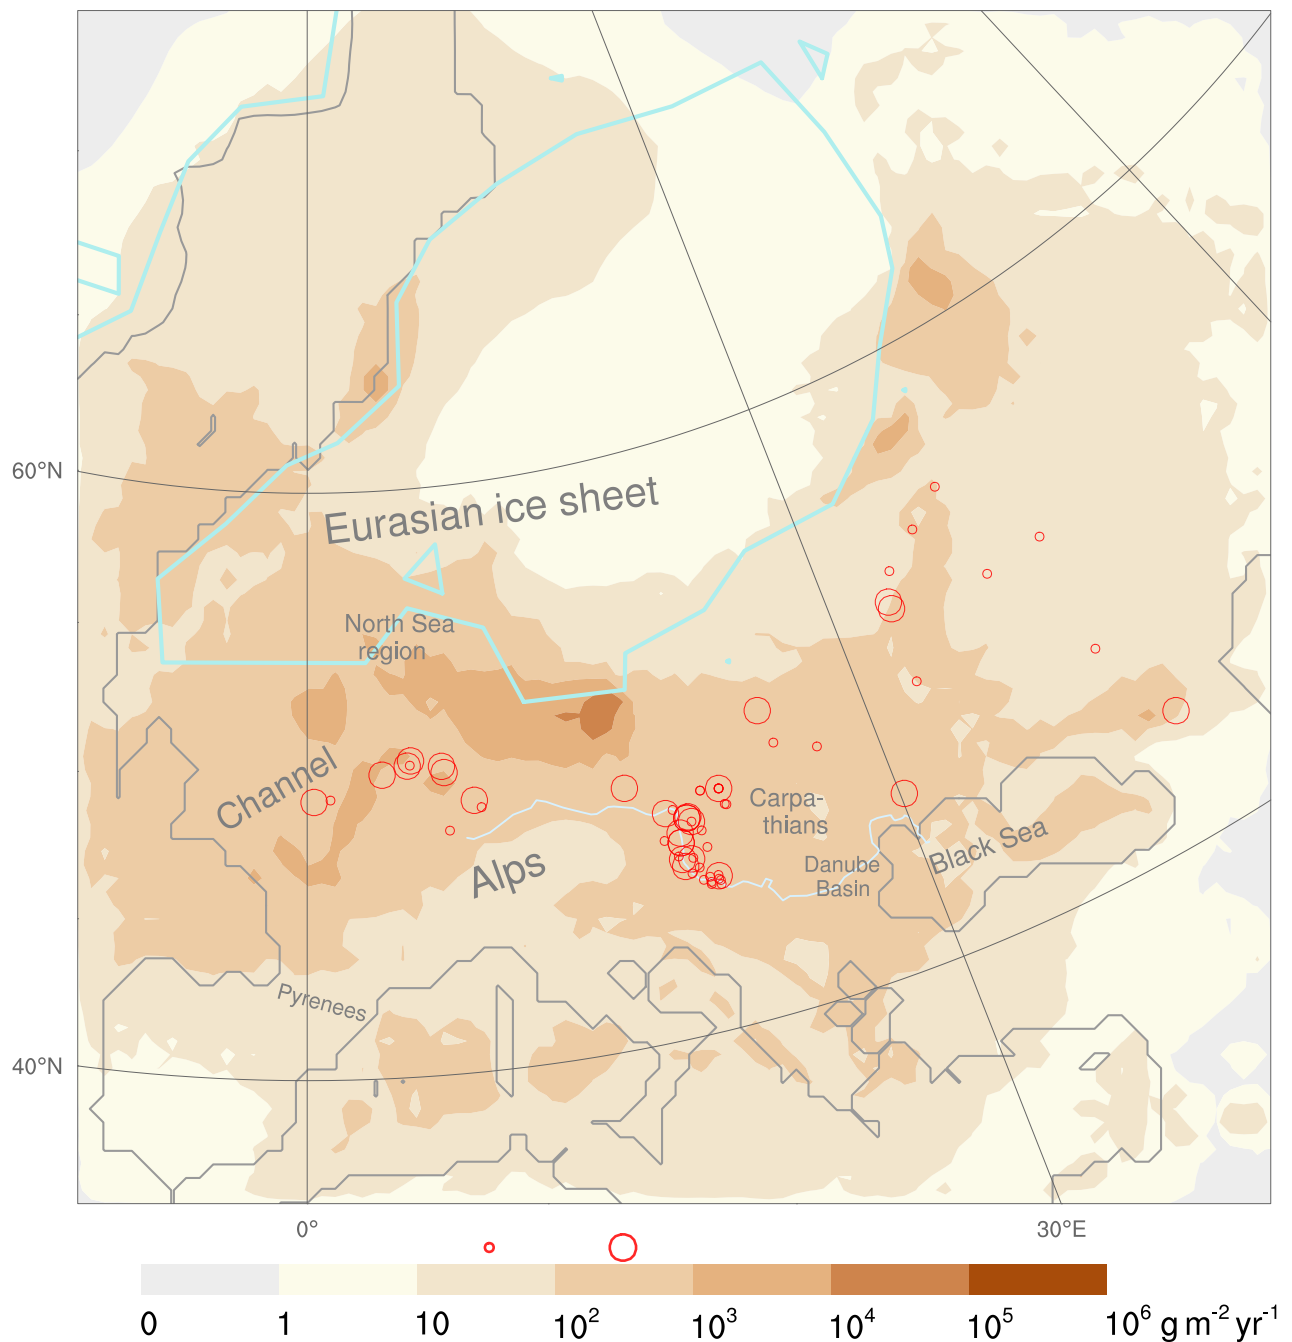 60°N
Eurasian ice sheet
North Sea
region
Channel
Carpa-
thians
Alps
Danube
Basin
Black Sea
Pyrenees
40°N
0°
30°E
0 1 10 10² 10³ 10⁴ 10⁵ 10⁶ g m⁻² yr⁻¹